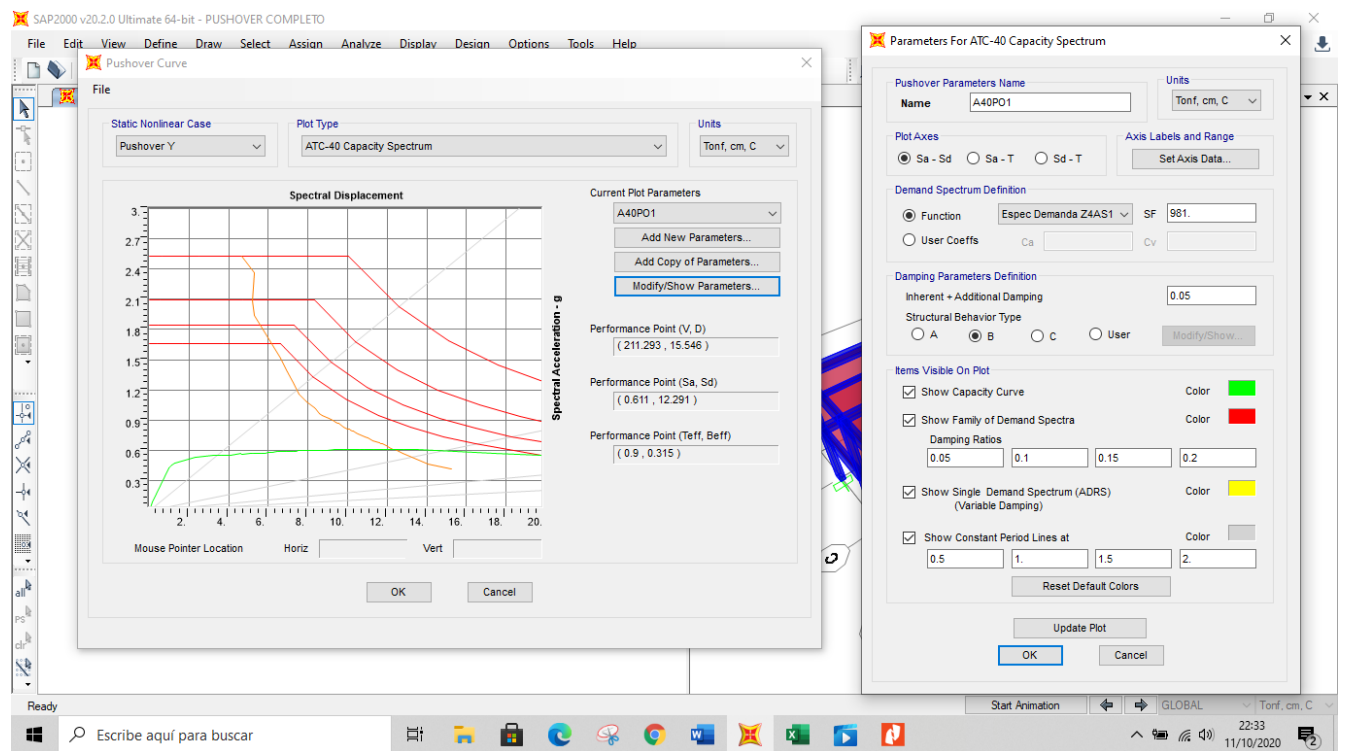 SAP2000 v20.2.0 Ultimate 64-bit - PUSHOVER COMPLETO
File Edit View Define Draw Select Assign Analyze Display Design Options Tools Help
Pushover Curve
File
Static Nonlinear Case
Pushover Y
Plot Type
ATC-40 Capacity Spectrum
Units
Tonf, cm, C
Spectral Displacement
3.
2.7
2.4
2.1
1.8
1.5
1.2
0.9
0.6
0.3
2. 4. 6. 8. 10. 12. 14. 16. 18. 20.
Spectral Acceleration - g
Mouse Pointer Location Horiz Vert
Current Plot Parameters
A40PO1
Add New Parameters...
Add Copy of Parameters...
Modify/Show Parameters...
Performance Point (V, D)
( 211.293 , 15.546 )
Performance Point (Sa, Sd)
( 0.611 , 12.291 )
Performance Point (Teff, Beff)
( 0.9 , 0.315 )
OK Cancel
Parameters For ATC-40 Capacity Spectrum
Pushover Parameters Name
Name A40PO1
Units
Tonf, cm, C
Plot Axes
Sa - Sd Sa - T Sd - T
Axis Labels and Range
Set Axis Data...
Demand Spectrum Definition
Function Espec Demanda Z4AS1 SF 981.
User Coeffs Ca Cv
Damping Parameters Definition
Inherent + Additional Damping 0.05
Structural Behavior Type
A B C User Modify/Show...
Items Visible On Plot
Show Capacity Curve Color
Show Family of Demand Spectra Color
Damping Ratios
0.05 0.1 0.15 0.2
Show Single Demand Spectrum (ADRS) Color
(Variable Damping)
Show Constant Period Lines at Color
0.5 1. 1.5 2.
Reset Default Colors
Update Plot
OK Cancel
all
PS
clr
Ready
Start Animation GLOBAL Tonf, cm, C
Escribe aquí para buscar
22:33
11/10/2020
2